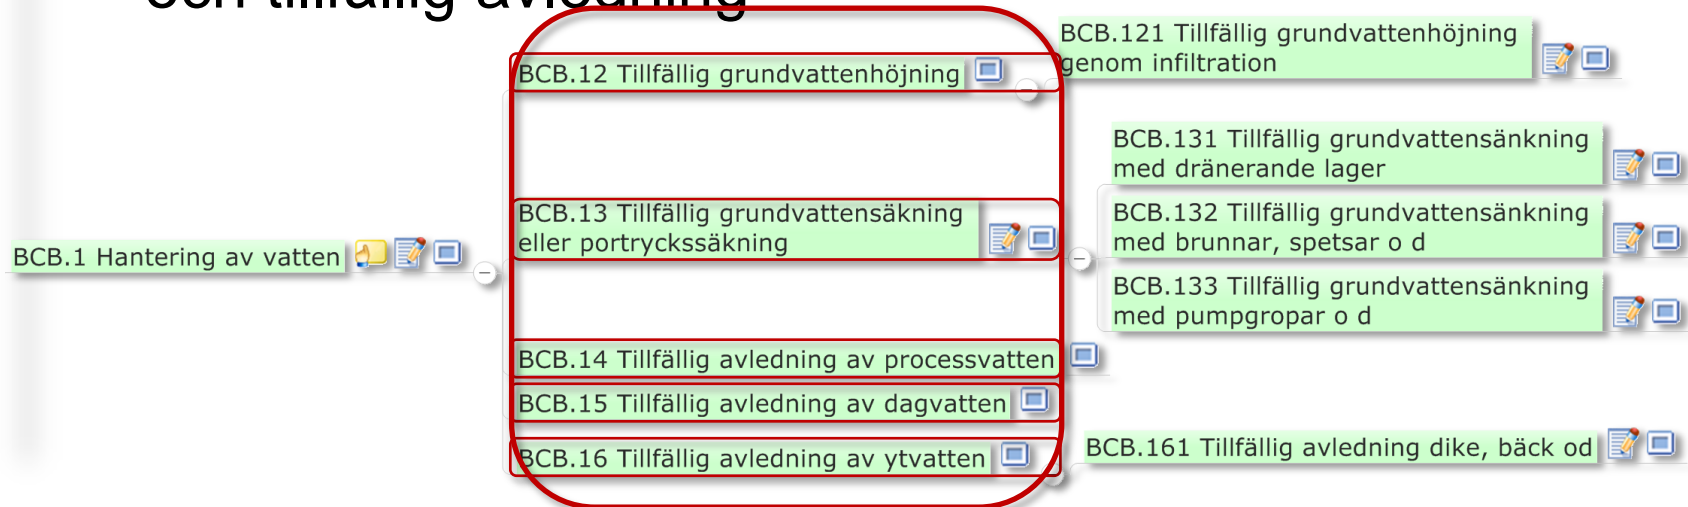 och tillfällig avledning
BCB.1 Hantering av vatten
BCB.12 Tillfällig grundvattenhöjning
BCB.121 Tillfällig grundvattenhöjning
genom infiltration
BCB.13 Tillfällig grundvattensäkning
eller portryckssäkning
BCB.131 Tillfällig grundvattensänkning
med dränerande lager
BCB.132 Tillfällig grundvattensänkning
med brunnar, spetsar o d
BCB.133 Tillfällig grundvattensänkning
med pumpgropar o d
BCB.14 Tillfällig avledning av processvatten
BCB.15 Tillfällig avledning av dagvatten
BCB.16 Tillfällig avledning av ytvatten
BCB.161 Tillfällig avledning dike, bäck od